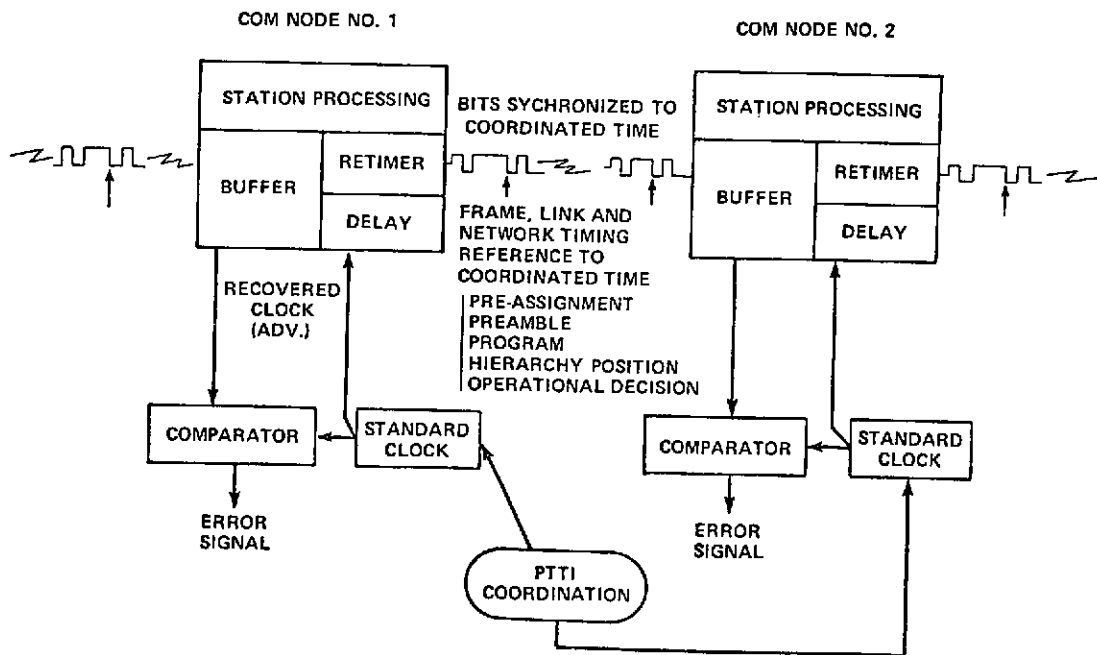 COM NODE NO. 1
COM NODE NO. 2
STATION PROCESSING
BUFFER
RETIMER
DELAY
BITS SYCHRONIZED TO
COORDINATED TIME
FRAME, LINK AND
NETWORK TIMING
REFERENCE TO
COORDINATED TIME
PRE-ASSIGNMENT
PREAMBLE
PROGRAM
HIERARCHY POSITION
OPERATIONAL DECISION
STATION PROCESSING
BUFFER
RETIMER
DELAY
RECOVERED
CLOCK
(ADV.)
COMPARATOR
STANDARD
CLOCK
ERROR
SIGNAL
COMPARATOR
STANDARD
CLOCK
ERROR
SIGNAL
PTTI
COORDINATION